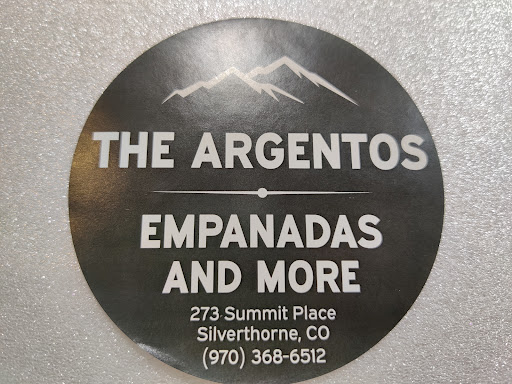 THE ARGENTOS
EMPANADAS
AND MORE
273 Summit Place
Silverthorne, CO
(970) 368-6512